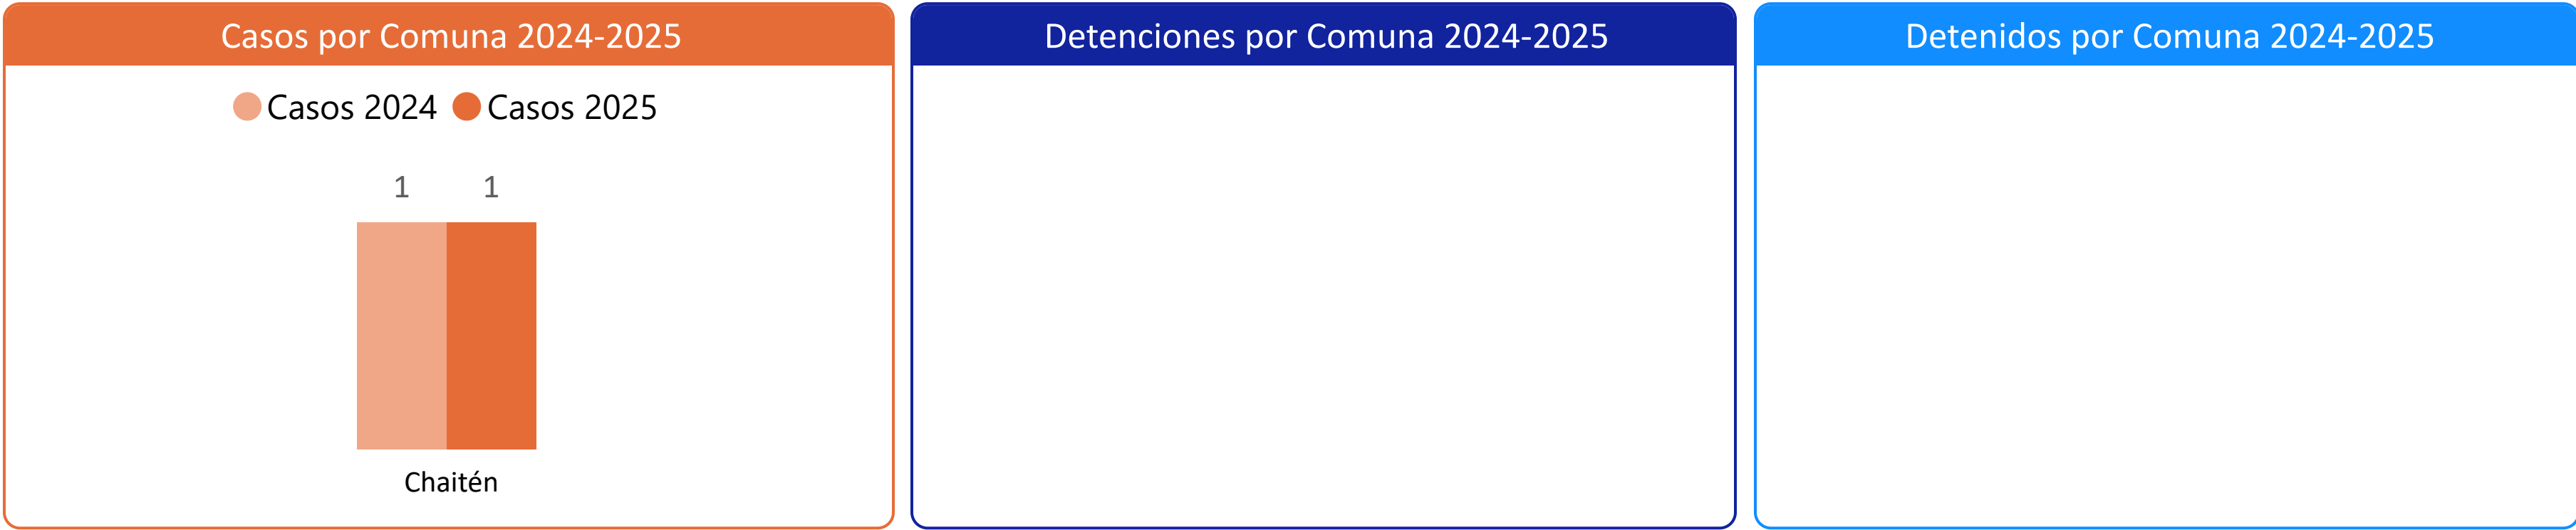 Casos por Comuna 2024-2025
Casos 2024 Casos 2025
1 1
Chaitén
Detenciones por Comuna 2024-2025
Detenidos por Comuna 2024-2025